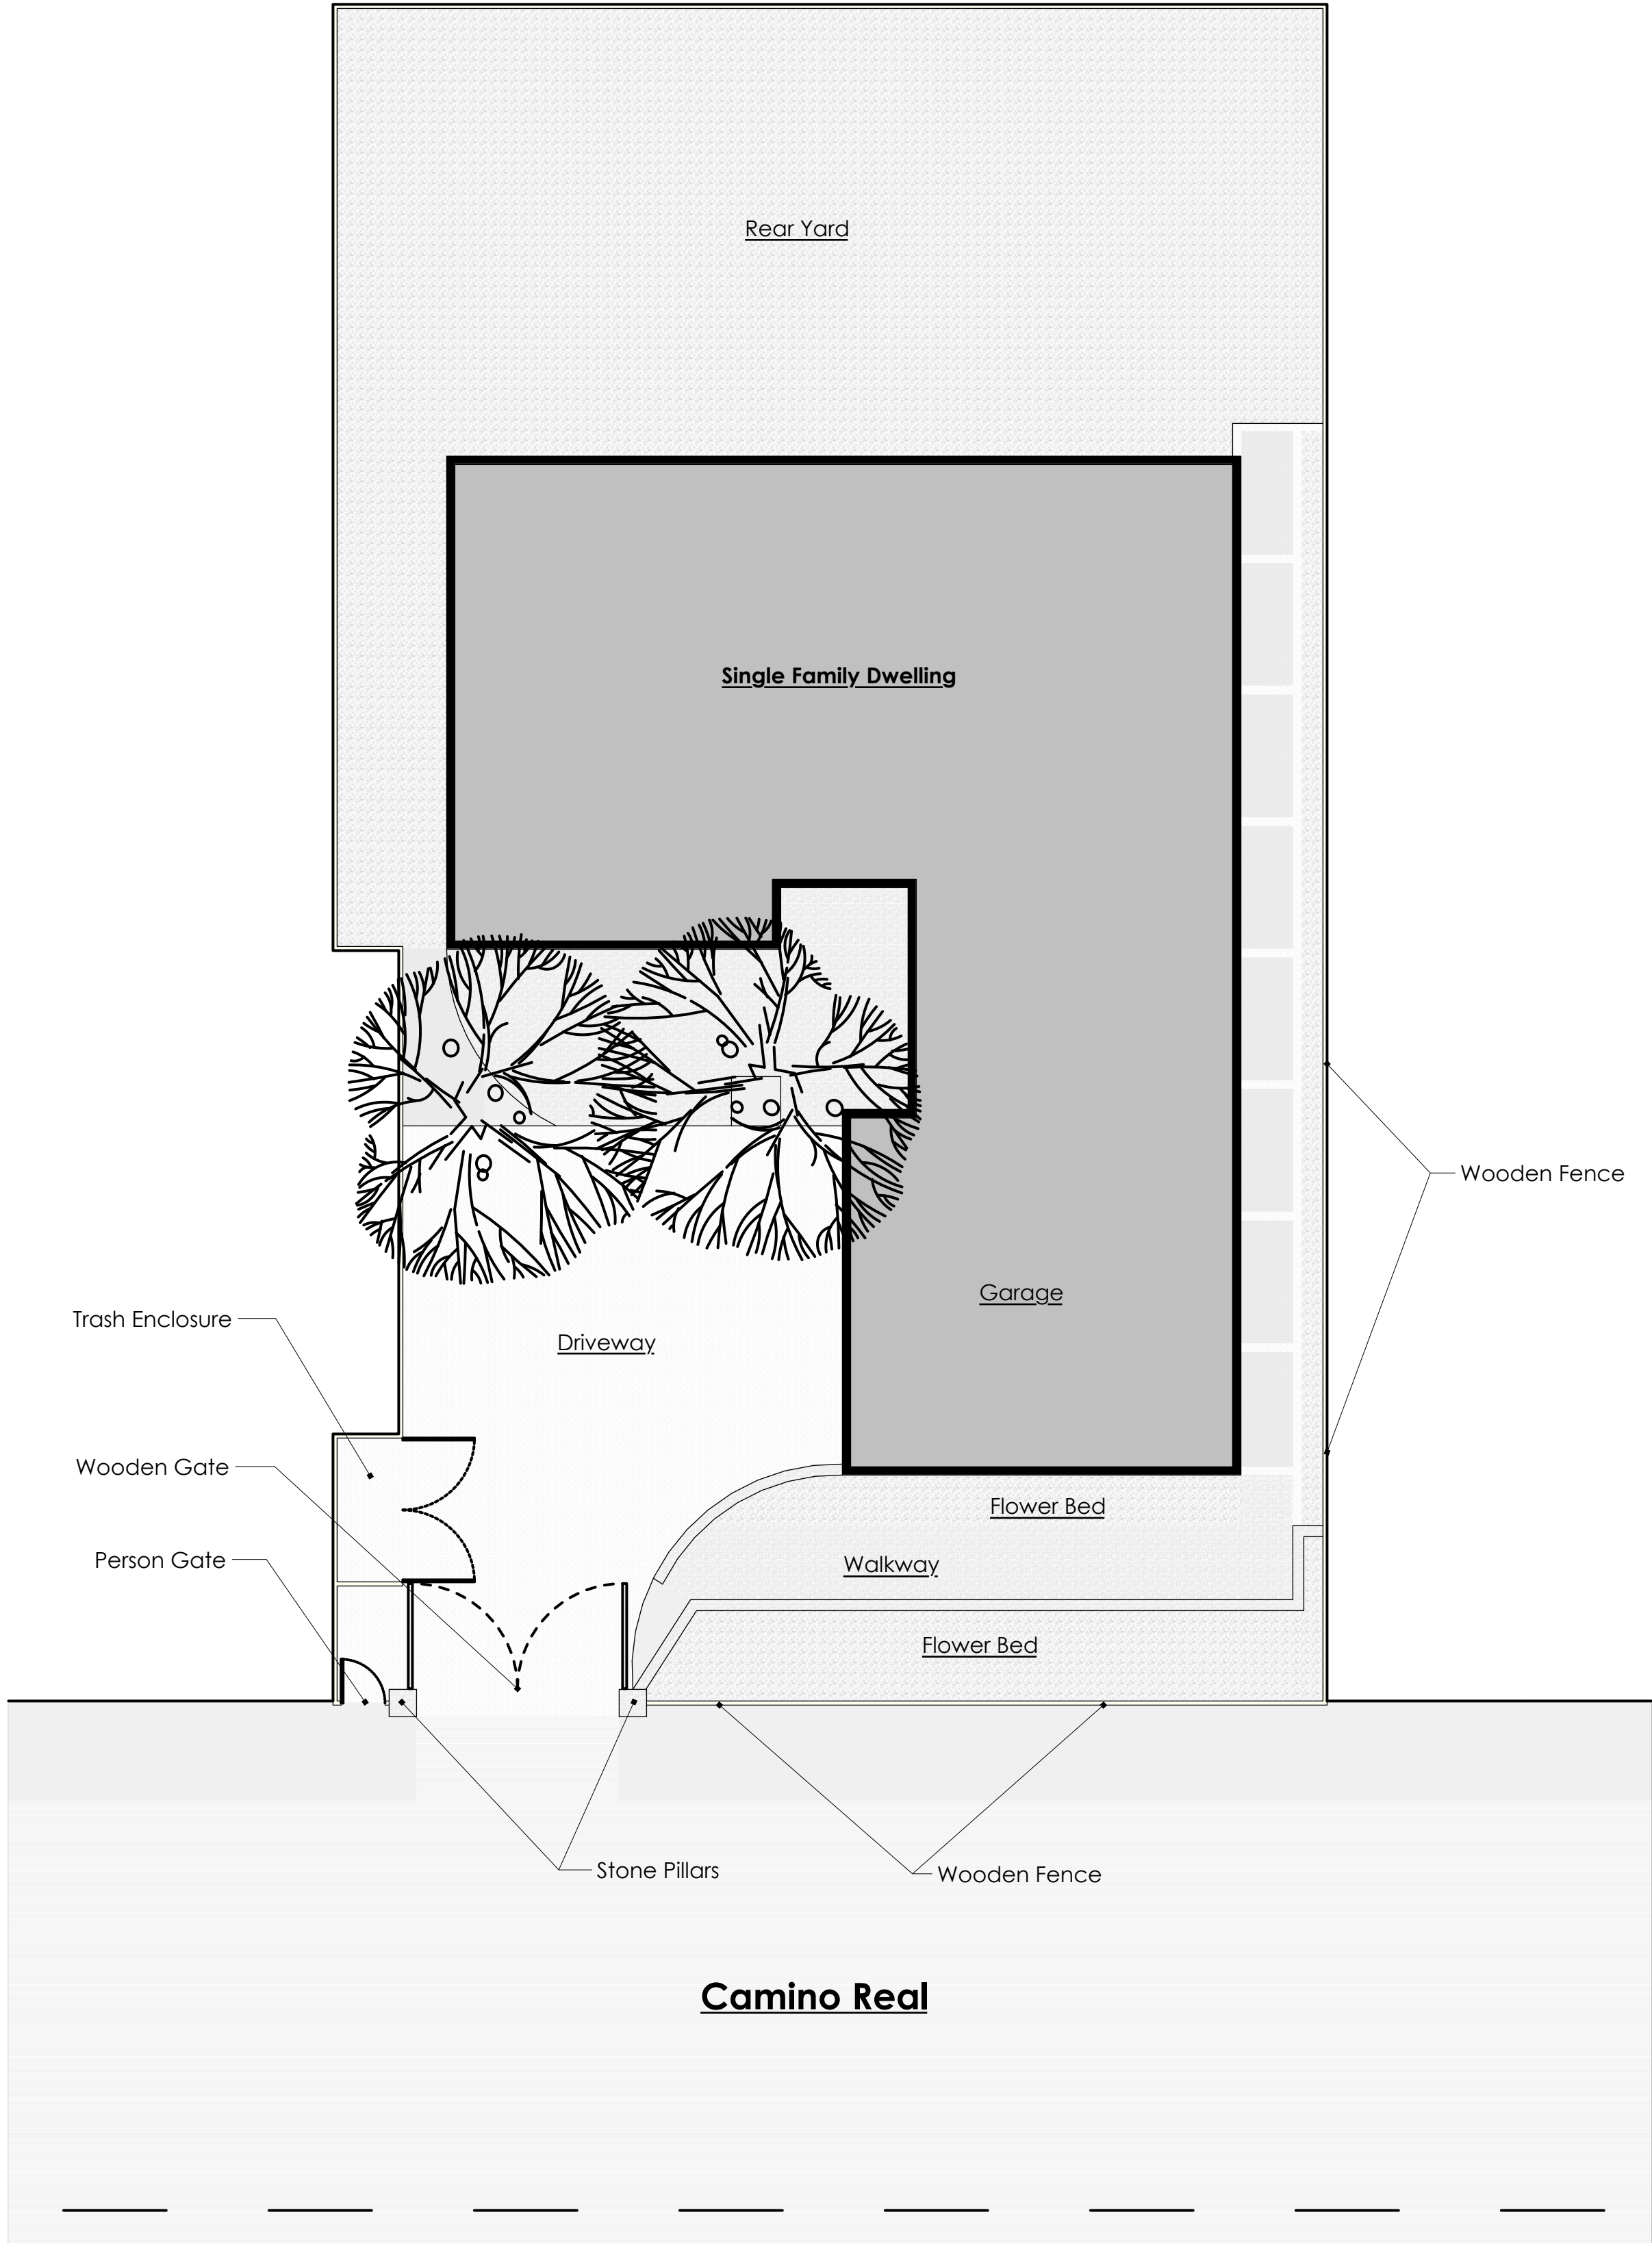 Rear Yard
Single Family Dwelling
Wooden Fence
Garage
Trash Enclosure
Driveway
Wooden Gate
Flower Bed
Person Gate
Walkway
Flower Bed
Stone Pillars
Wooden Fence
Camino Real